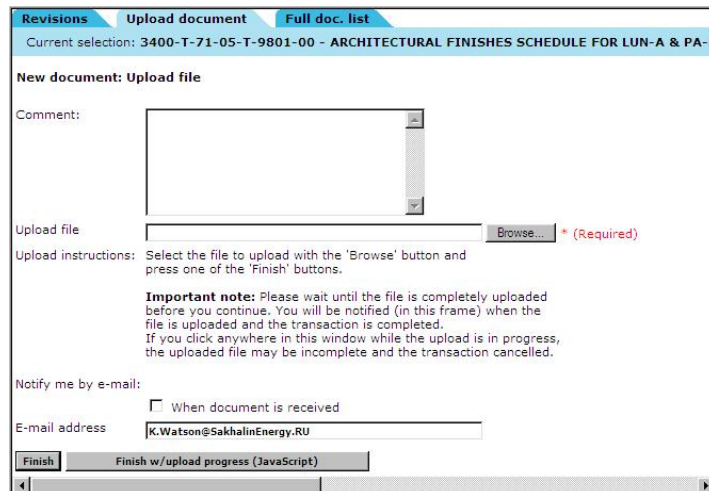 Revisions Upload document Full doc. list
Current selection: 3400-T-71-05-T-9801-00 - ARCHITECTURAL FINISHES SCHEDULE FOR LUN-A & PA-
New document: Upload file
Comment:
Upload file Browse... * (Required)
Upload instructions: Select the file to upload with the 'Browse' button and
press one of the 'Finish' buttons.
Important note: Please wait until the file is completely uploaded
before you continue. You will be notified (in this frame) when the
file is uploaded and the transaction is completed.
If you click anywhere in this window while the upload is in progress,
the uploaded file may be incomplete and the transaction cancelled.
Notify me by e-mail:
When document is received
E-mail address K.Watson@SakhalinEnergy.RU
Finish Finish w/upload progress (JavaScript)